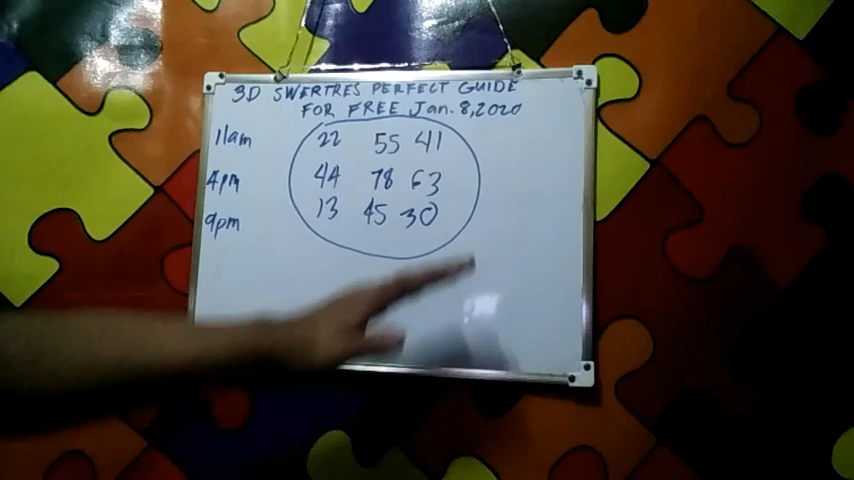 3D SWERTRES PERFECT GUIDE
FOR FREE Jan. 8, 2020
11am 22 55 41
4pm 44 78 63
9pm 13 45 30